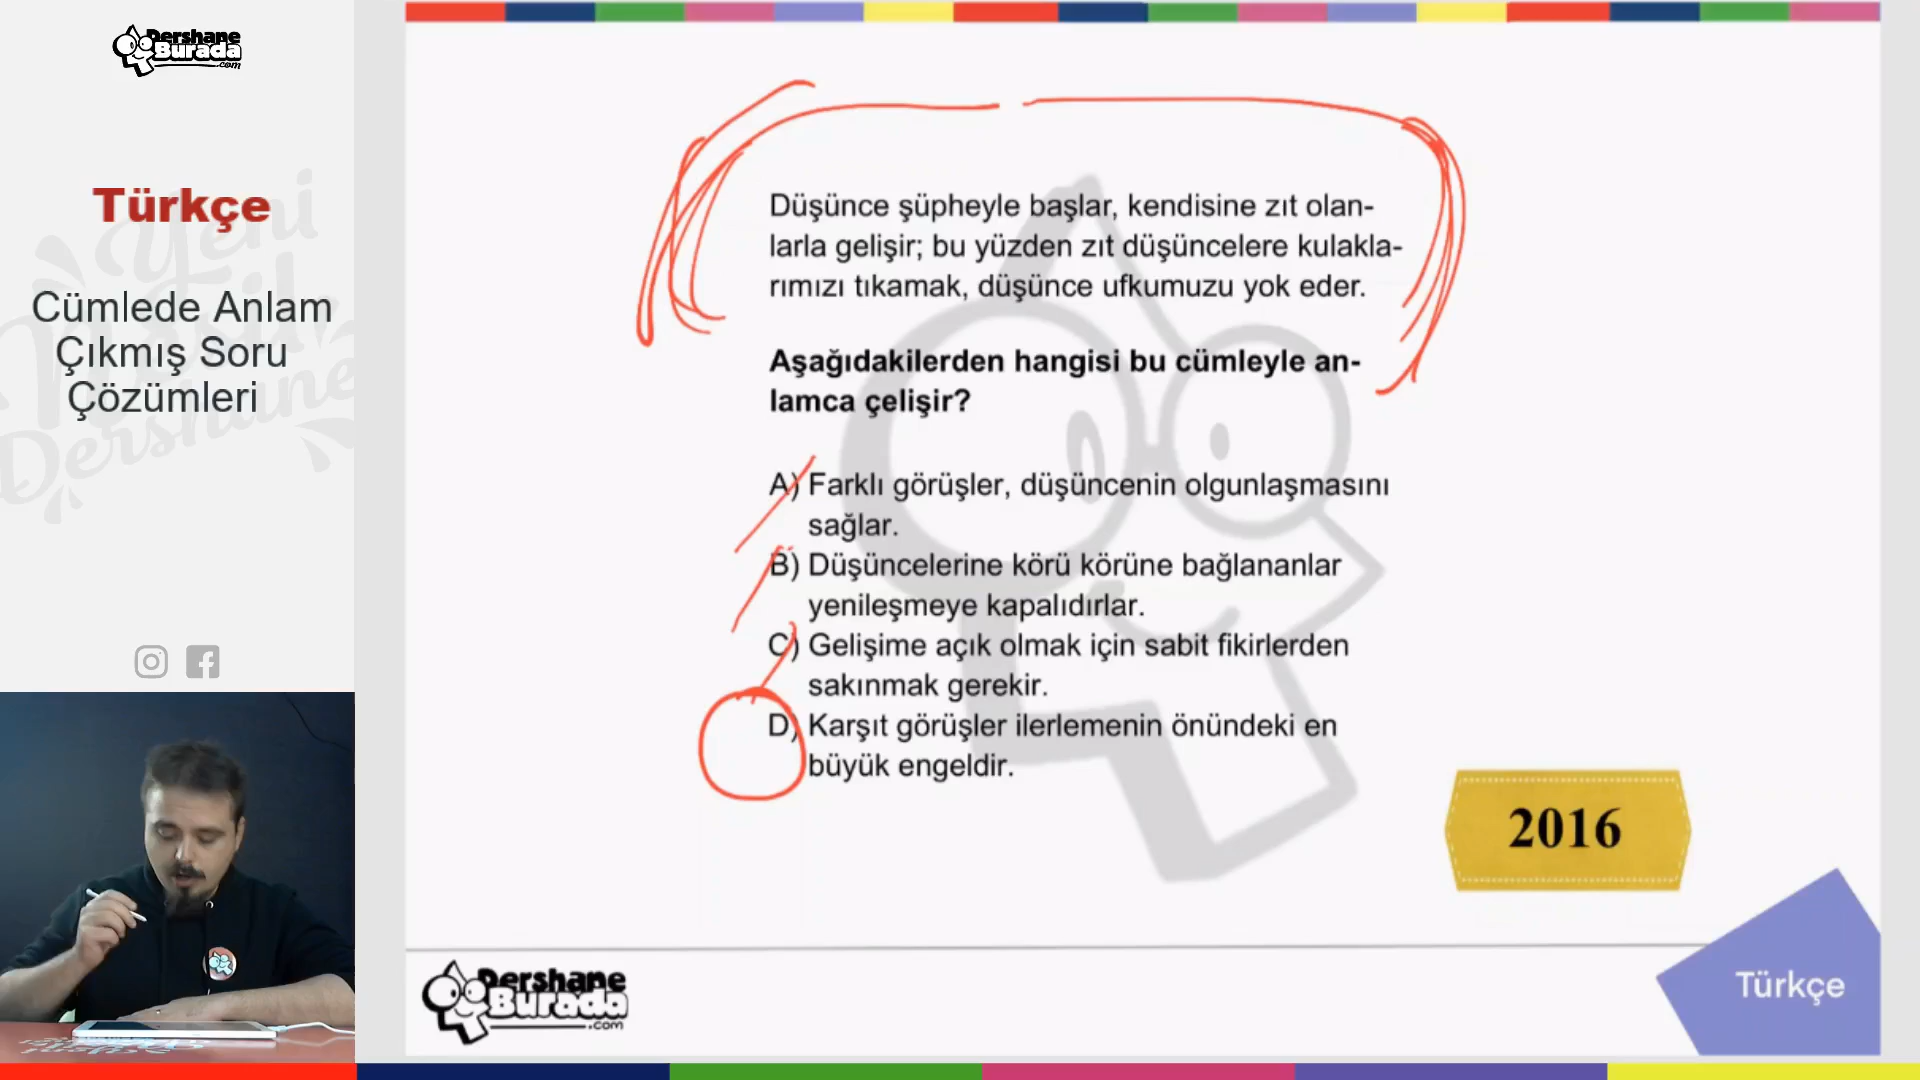 Dershane
Burada
.com
Türkçe
Cümlede Anlam
Çıkmış Soru
Çözümleri
Yeni
Nesil
Dershane
Düşünce şüpheyle başlar, kendisine zıt olan-
larla gelişir; bu yüzden zıt düşüncelere kulakla-
rımızı tıkamak, düşünce ufkumuzu yok eder.
Aşağıdakilerden hangisi bu cümleyle an-
lamca çelişir?
A) Farklı görüşler, düşüncenin olgunlaşmasını
sağlar.
B) Düşüncelerine körü körüne bağlananlar
yenileşmeye kapalıdırlar.
C) Gelişime açık olmak için sabit fikirlerden
sakınmak gerekir.
D) Karşıt görüşler ilerlemenin önündeki en
büyük engeldir.
2016
Dershane
Burada
.com
Türkçe